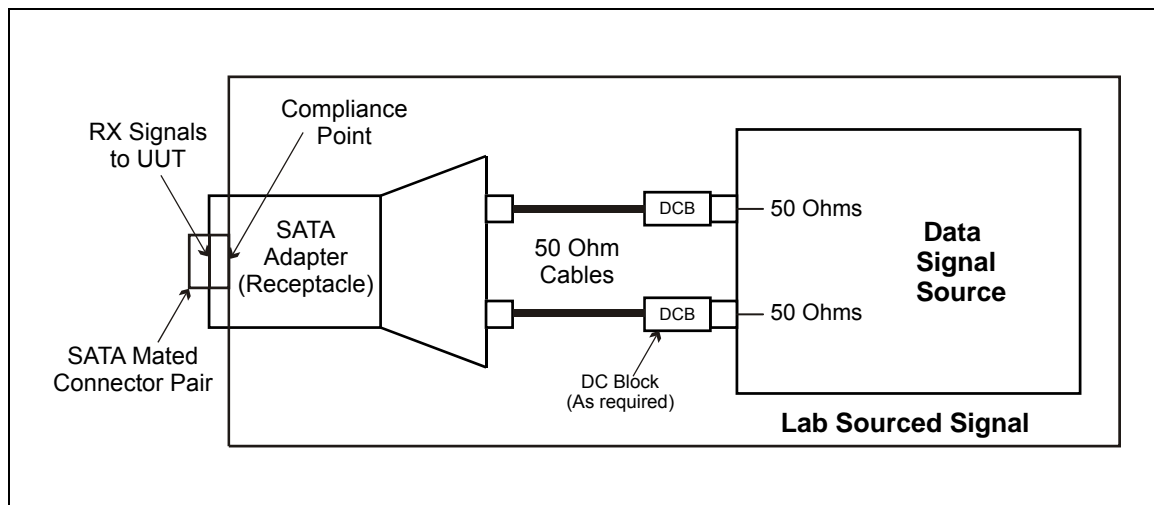 Compliance
Point
RX Signals
to UUT
SATA
Adapter
(Receptacle)
SATA Mated
Connector Pair
50 Ohm
Cables
DCB
50 Ohms
DCB
50 Ohms
DC Block
(As required)
Data
Signal
Source
Lab Sourced Signal